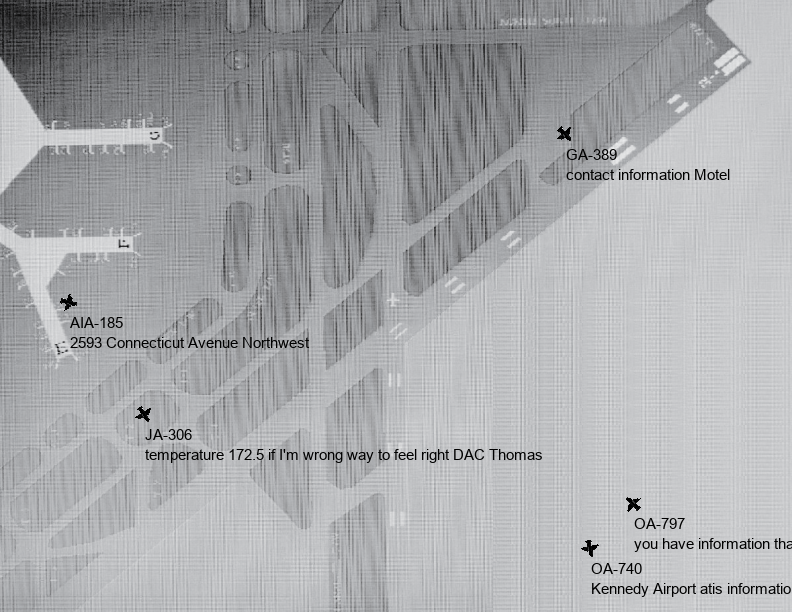 GA-389
contact information Motel
AIA-185
2593 Connecticut Avenue Northwest
JA-306
temperature 172.5 if I'm wrong way to feel right DAC Thomas
OA-797
you have information tha
OA-740
Kennedy Airport atis informatio